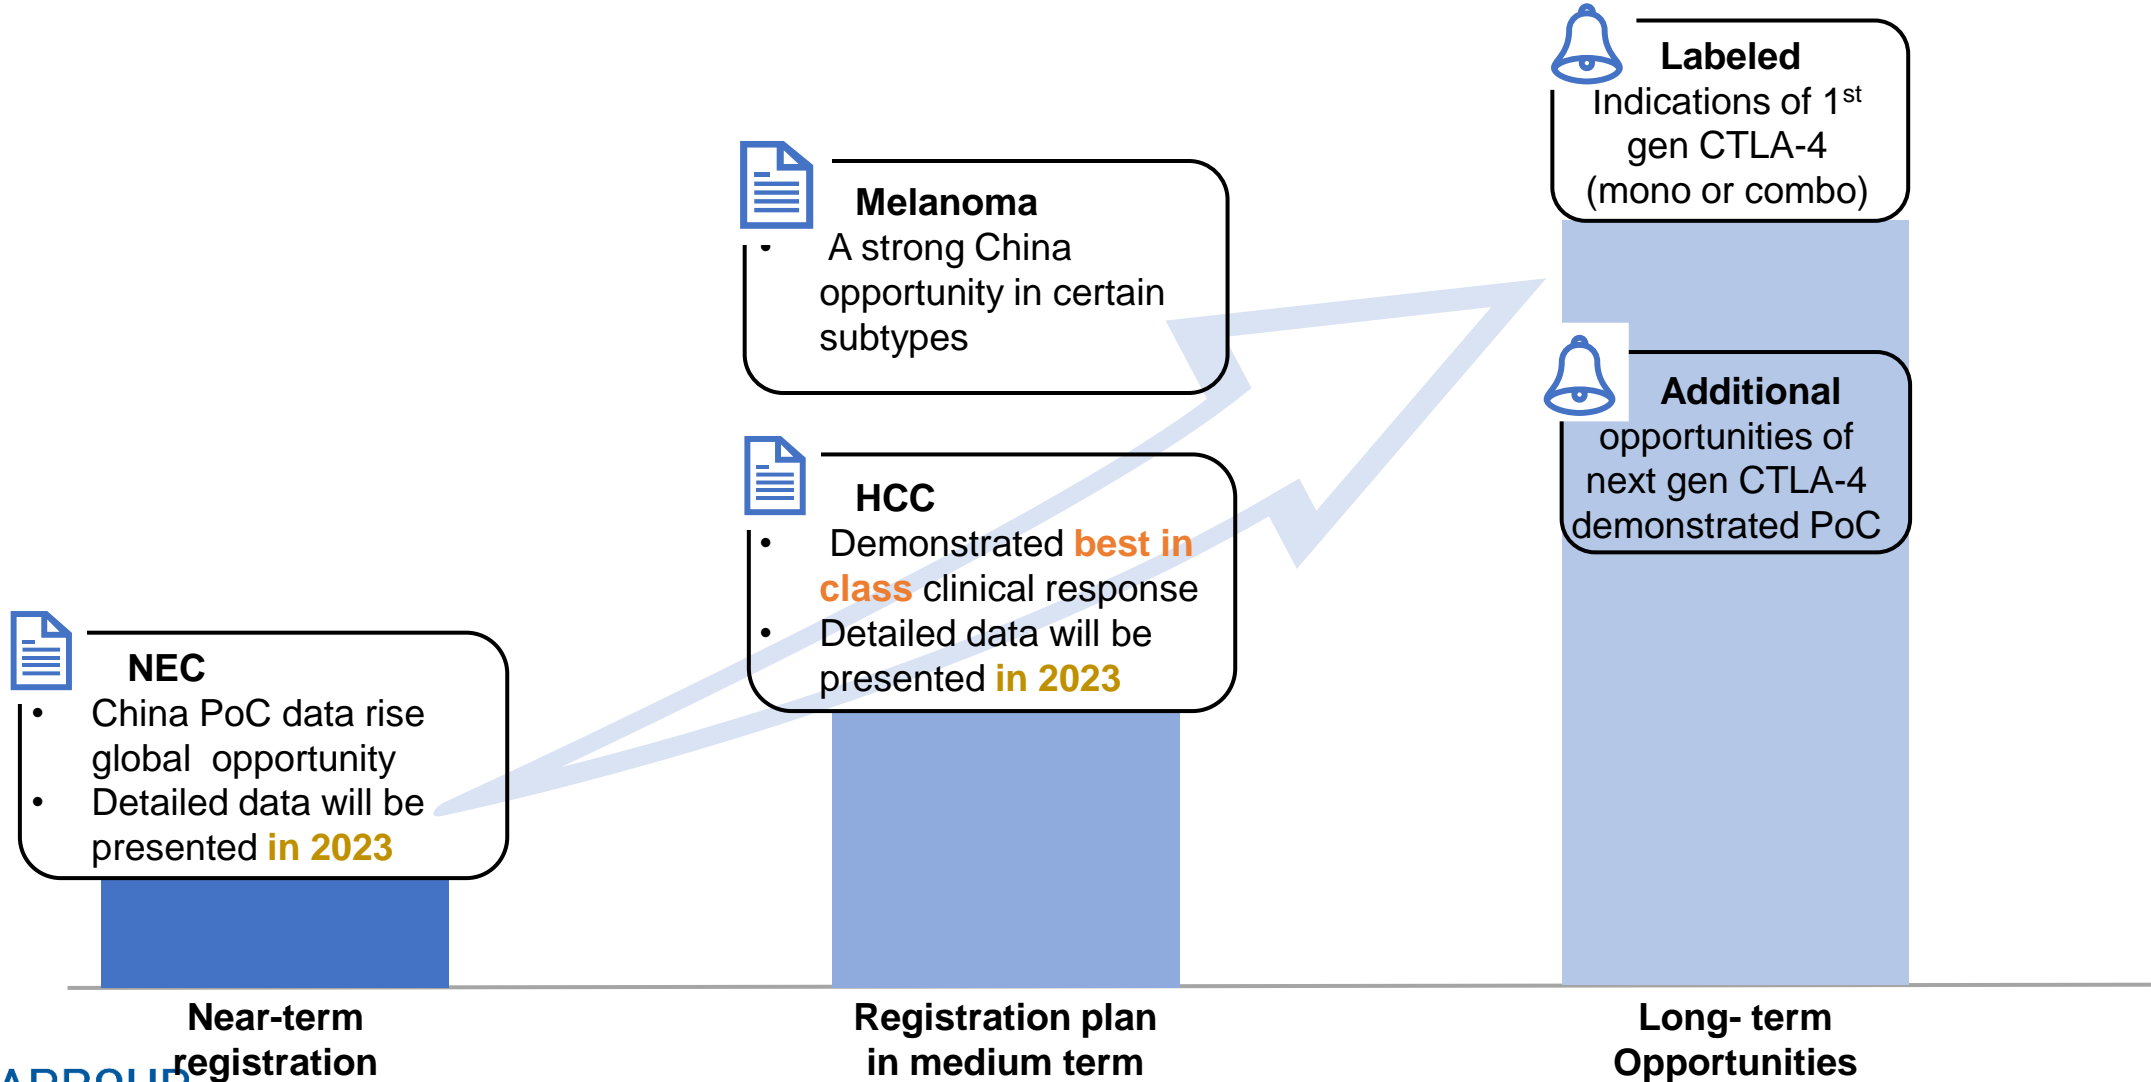 NEC
• China PoC data rise
global  opportunity
• Detailed data will be
presented in 2023
Near-term
registration
Melanoma
• A strong China
opportunity in certain
subtypes
HCC
• Demonstrated best in
class clinical response
• Detailed data will be
presented in 2023
Registration plan
in medium term
Labeled
Indications of 1st
gen CTLA-4
(mono or combo)
Additional
opportunities of
next gen CTLA-4
demonstrated PoC
Long- term
Opportunities